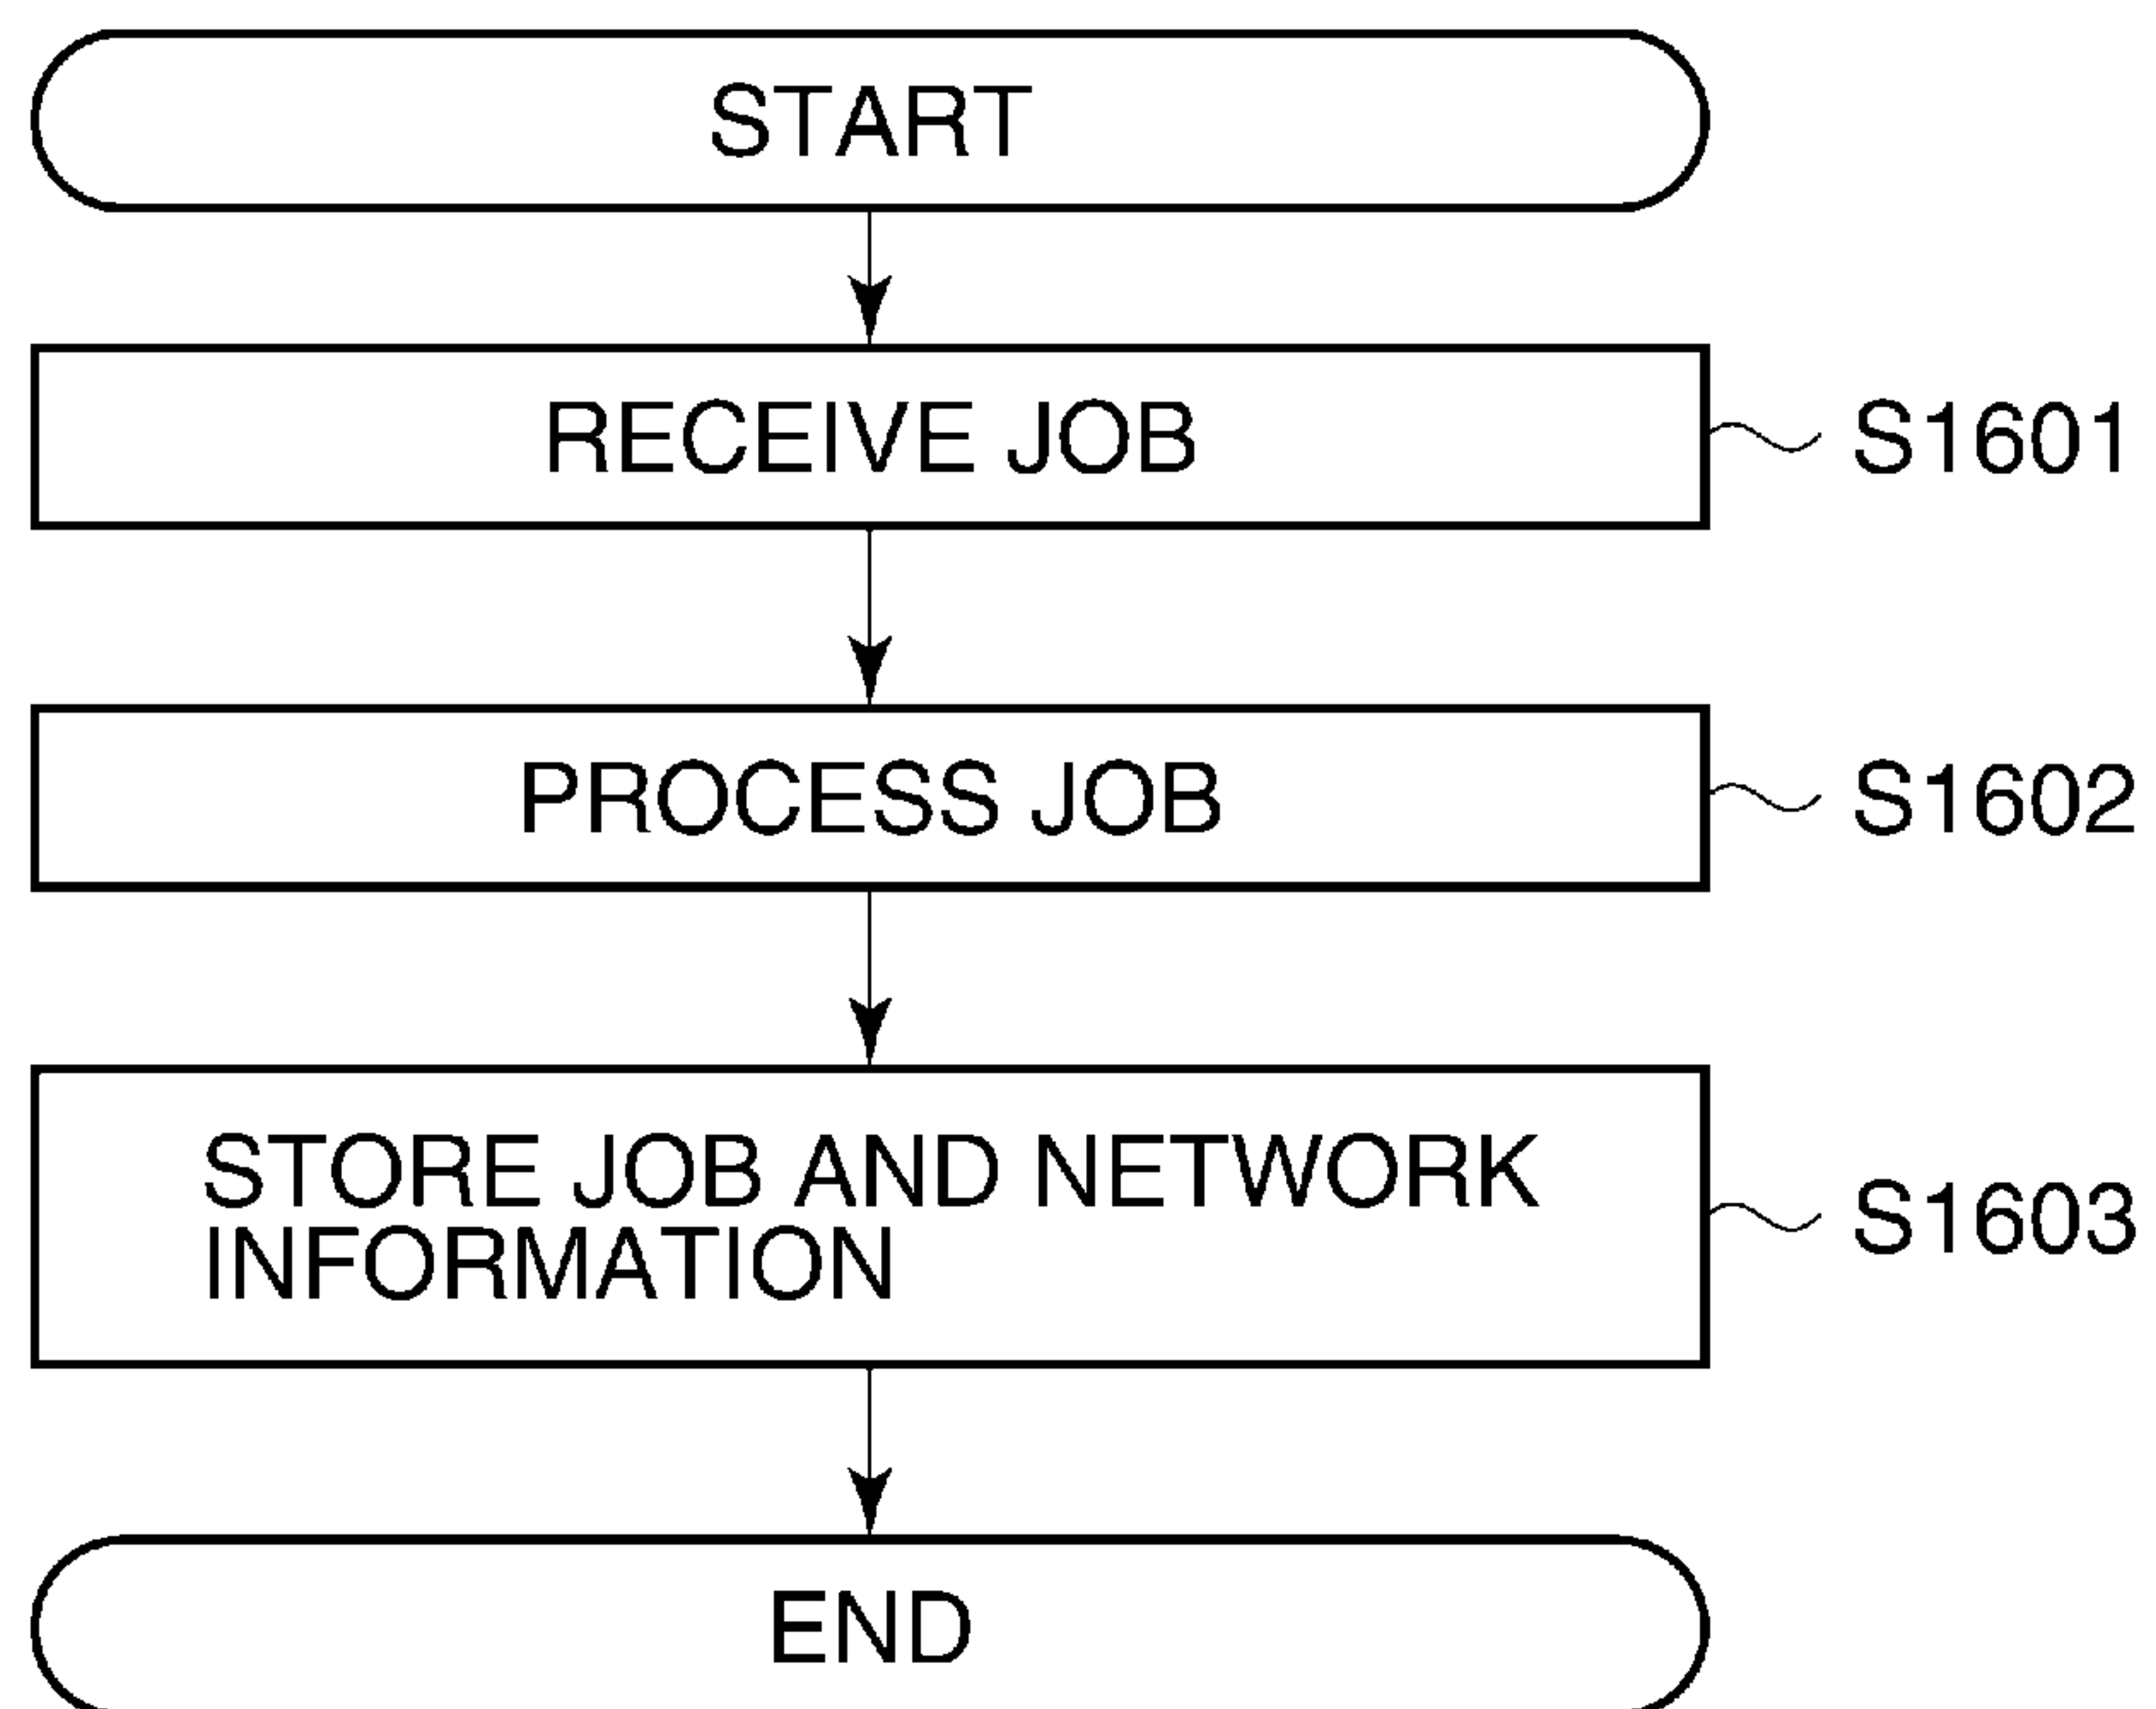 START
RECEIVE JOB
S1601
PROCESS JOB
S1602
STORE JOB AND NETWORK
INFORMATION
S1603
END